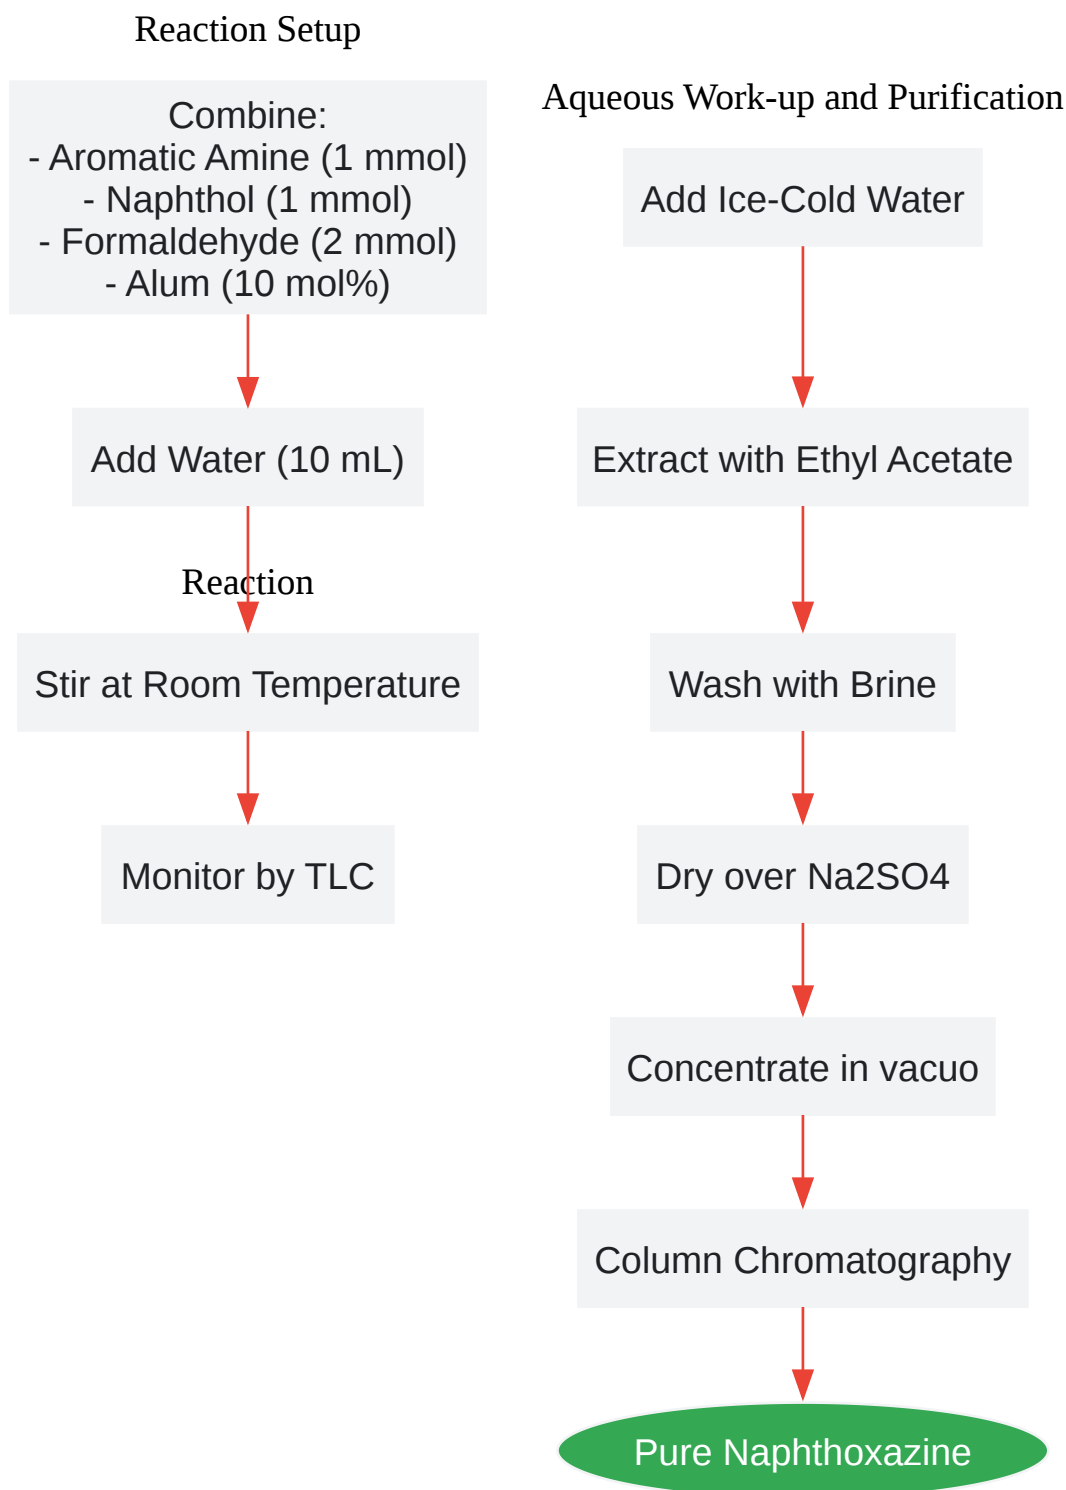 Reaction Setup
Combine:
- Aromatic Amine (1 mmol)
- Naphthol (1 mmol)
- Formaldehyde (2 mmol)
- Alum (10 mol%)
Add Water (10 mL)
Reaction
Stir at Room Temperature
Monitor by TLC
Aqueous Work-up and Purification
Add Ice-Cold Water
Extract with Ethyl Acetate
Wash with Brine
Dry over Na2SO4
Concentrate in vacuo
Column Chromatography
Pure Naphthoxazine